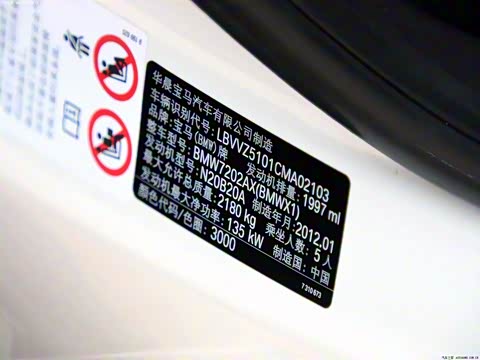 华晨宝马汽车有限公司制造
车辆识别代号: LBVVZ5101CMA02103
品牌: 宝马 (BMW)牌 发动机排量: 1997 ml
整车型号: BMW7202AX(BMWX1)
发动机型号: N20B20A 制造年月: 2012.01
最大允许总质量: 2180 kg 乘坐人数: 5 人
发动机最大净功率: 135 kW 制造国: 中国
颜色代码/色圈: 3000
7 310 673